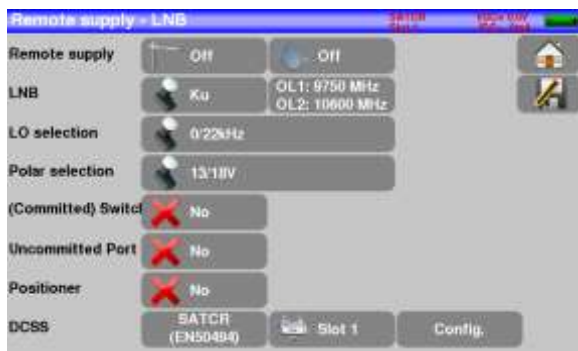 Remote supply - LNB
SATCR
Remote supply
Off
Off
LNB
Ku
OL1: 9750 MHz
OL2: 10600 MHz
LO selection
0/22kHz
Polar selection
13/18V
(Committed) Switc
No
Uncommitted Port
No
Positioner
No
DCSS
SATCR
(EN50494)
Slot 1
Config.